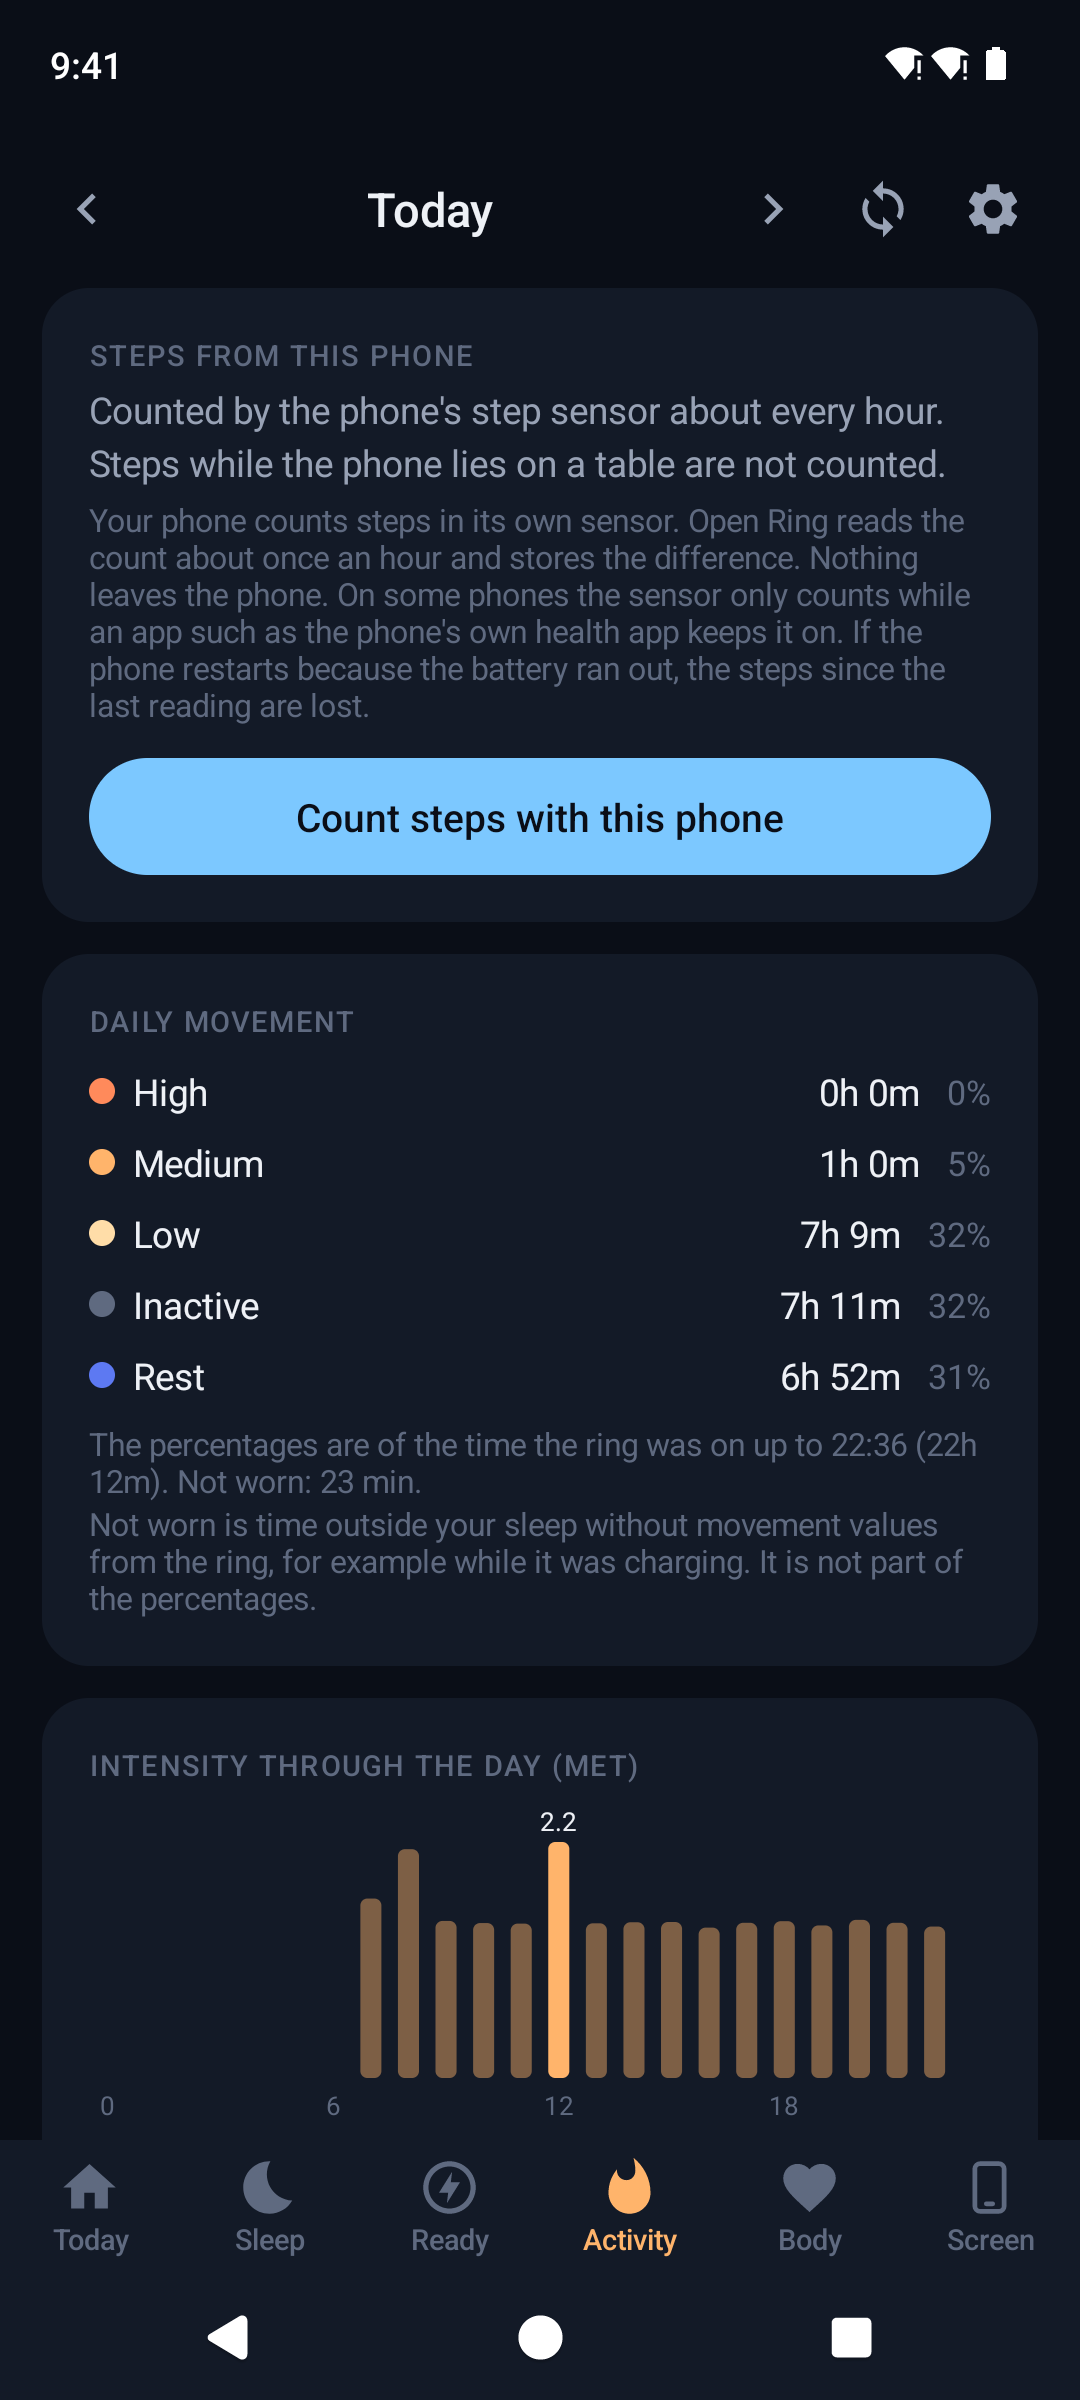 9:41
Today
STEPS FROM THIS PHONE
Counted by the phone's step sensor about every hour.
Steps while the phone lies on a table are not counted.
Your phone counts steps in its own sensor. Open Ring reads the
count about once an hour and stores the difference. Nothing
leaves the phone. On some phones the sensor only counts while
an app such as the phone's own health app keeps it on. If the
phone restarts because the battery ran out, the steps since the
last reading are lost.
Count steps with this phone
DAILY MOVEMENT
High 0h 0m 0%
Medium 1h 0m 5%
Low 7h 9m 32%
Inactive 7h 11m 32%
Rest 6h 52m 31%
The percentages are of the time the ring was on up to 22:36 (22h
12m). Not worn: 23 min.
Not worn is time outside your sleep without movement values
from the ring, for example while it was charging. It is not part of
the percentages.
INTENSITY THROUGH THE DAY (MET)
2.2
0 6 12 18
Today Sleep Ready Activity Body Screen